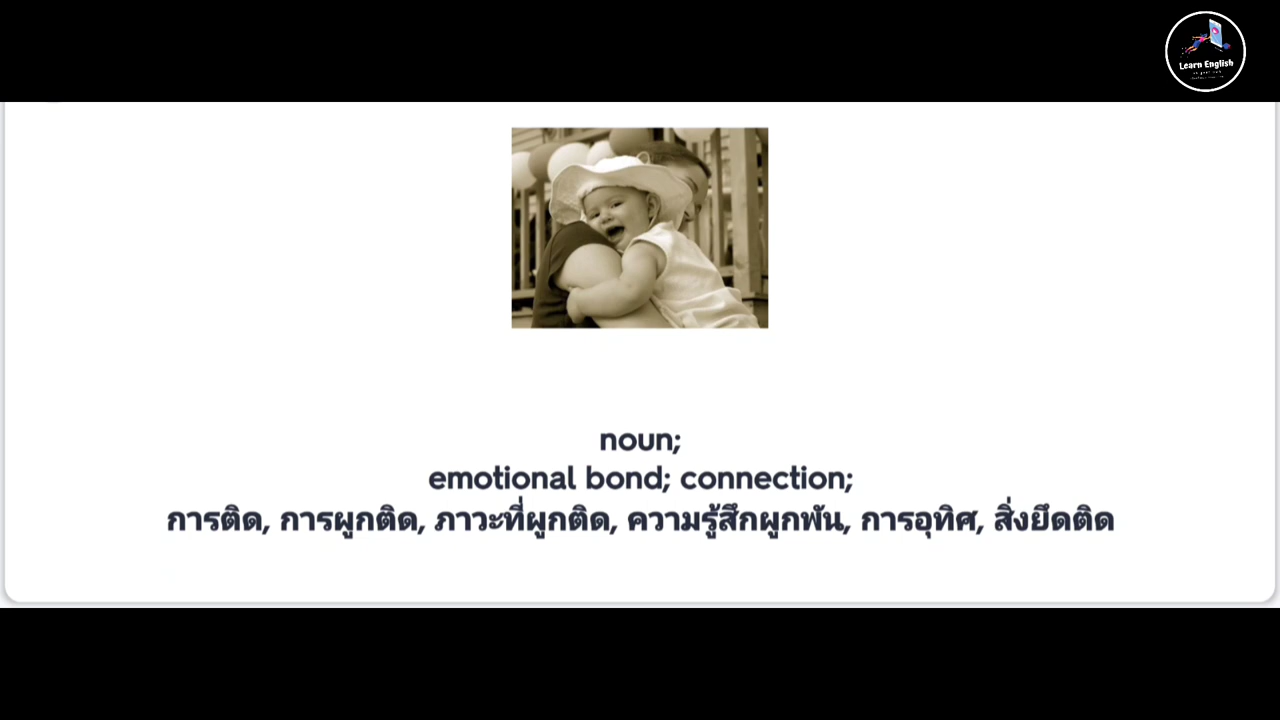 Learn English
noun;
emotional bond; connection;
การติด, การผูกติด, ภาวะที่ผูกติด, ความรู้สึกผูกพัน, การอุทิศ, สิ่งยึดติด